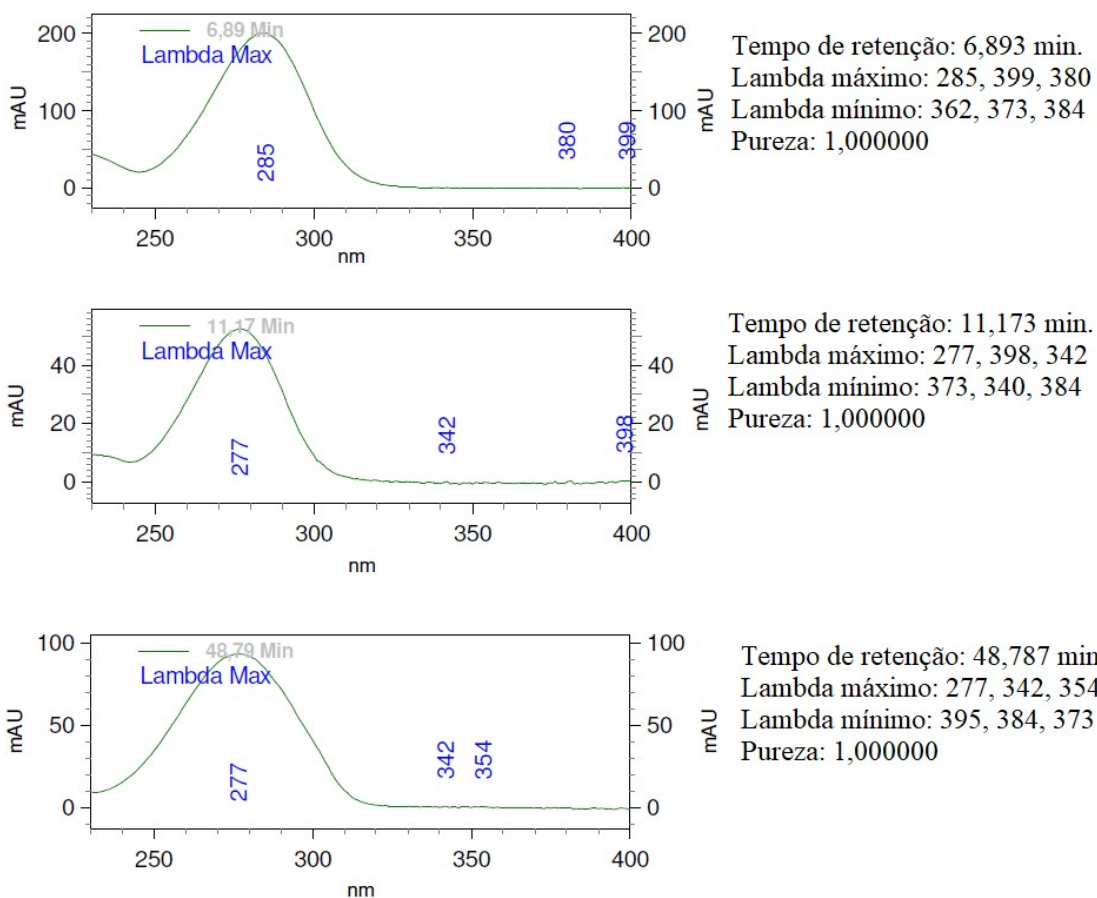 6,89 Min
Lambda Max
200
100
0
mAU
285
380
399
200
100
0
mAU
250
300
350
400
nm
Tempo de retenção: 6,893 min.
Lambda máximo: 285, 399, 380
Lambda mínimo: 362, 373, 384
Pureza: 1,000000
11,17 Min
Lambda Max
40
20
0
mAU
277
342
398
40
20
0
mAU
250
300
350
400
nm
Tempo de retenção: 11,173 min.
Lambda máximo: 277, 398, 342
Lambda mínimo: 373, 340, 384
Pureza: 1,000000
48,79 Min
Lambda Max
100
50
0
mAU
277
342
354
100
50
0
mAU
250
300
350
400
nm
Tempo de retenção: 48,787 min
Lambda máximo: 277, 342, 354
Lambda mínimo: 395, 384, 373
Pureza: 1,000000